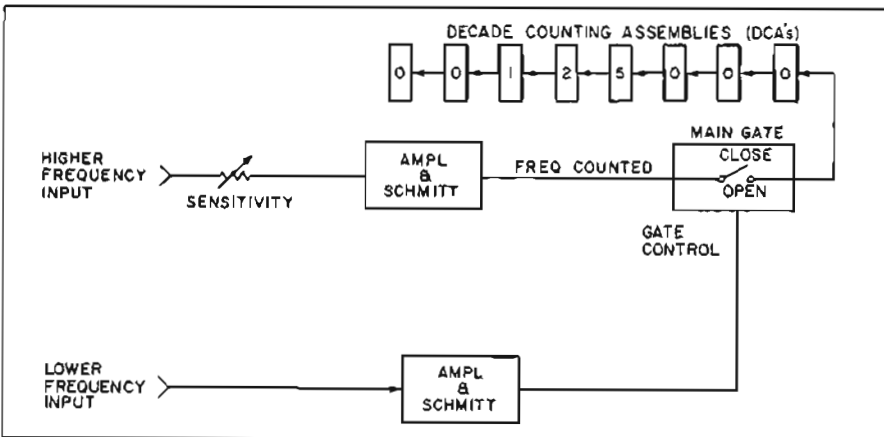 DECADE COUNTING ASSEMBLIES (DCA's)
0 0 1 2 5 0 0 0
MAIN GATE
CLOSE
OPEN
HIGHER
FREQUENCY
INPUT
SENSITIVITY
AMPL
&
SCHMITT
FREQ COUNTED
GATE
CONTROL
LOWER
FREQUENCY
INPUT
AMPL
&
SCHMITT